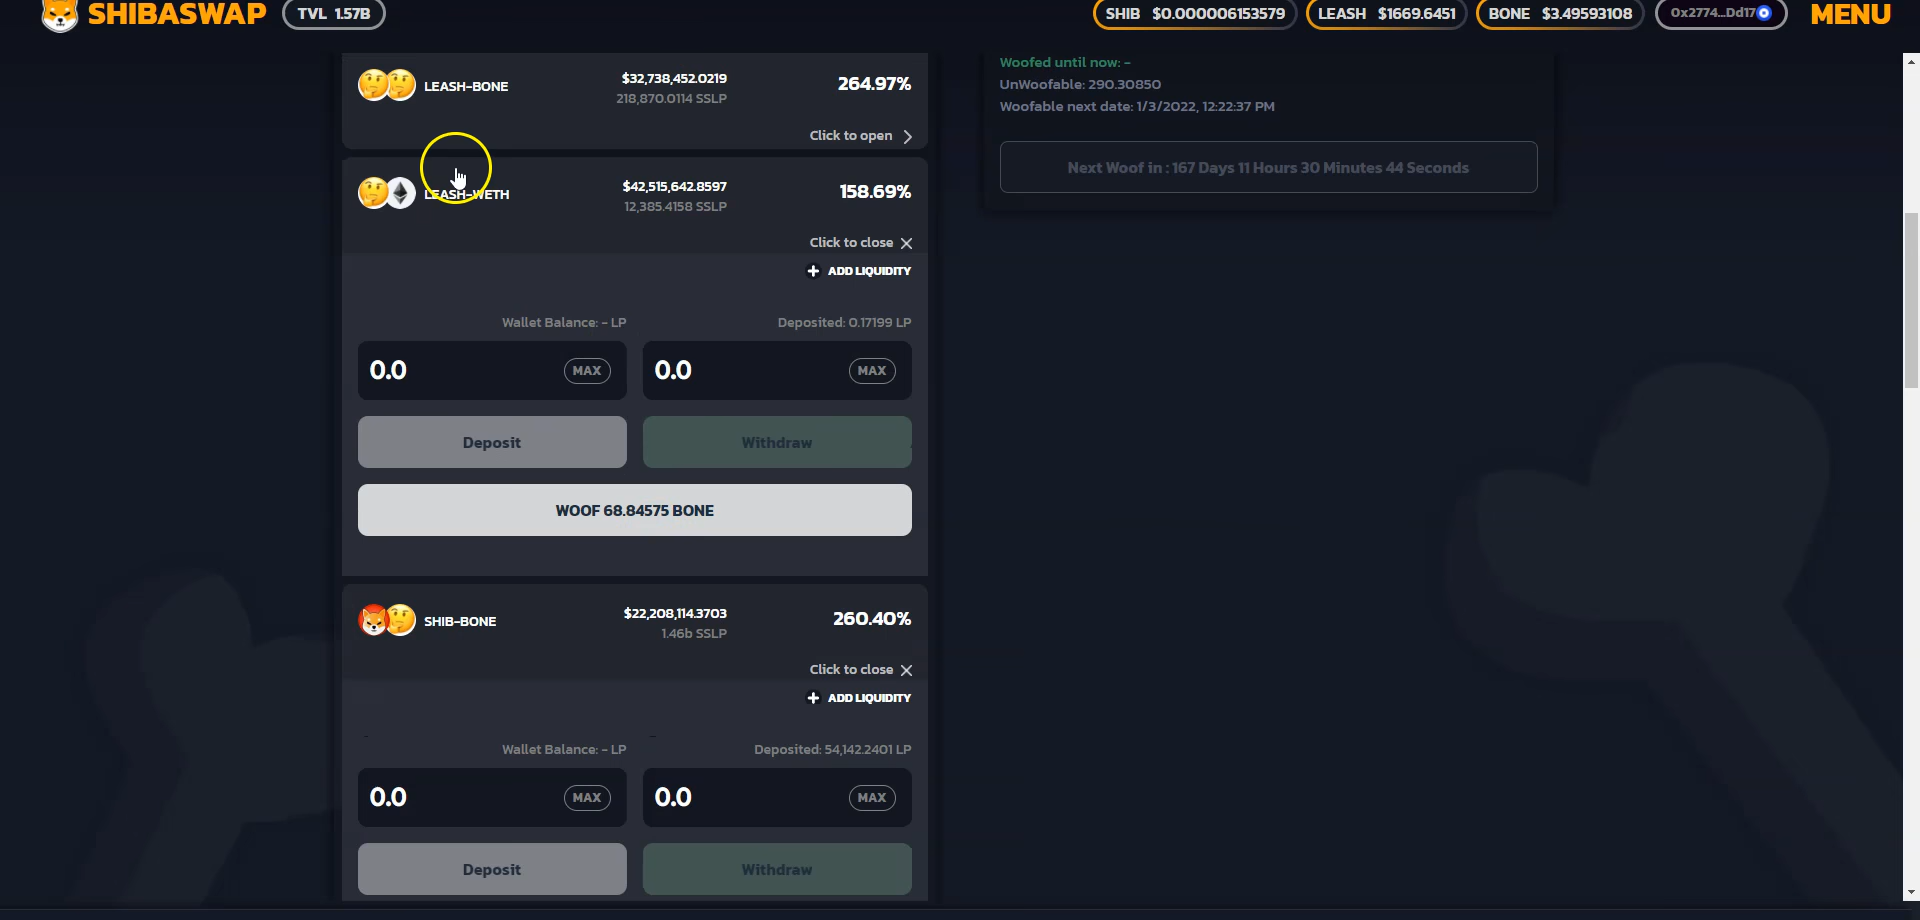 SHIBASWAP
TVL 1.57B
SHIB $0.000006153579
LEASH $1669.6451
BONE $3.49593108
0x2774...Dd17
MENU
LEASH-BONE
$32,738,452.0219
218,870.0114 SSLP
264.97%
Click to open
LEASH-WETH
$42,515,642.8597
12,385.4158 SSLP
158.69%
Click to close
ADD LIQUIDITY
Wallet Balance: - LP
Deposited: 0.17199 LP
0.0 MAX
0.0 MAX
Deposit
Withdraw
WOOF 68.84575 BONE
SHIB-BONE
$22,208,114.3703
1.46b SSLP
260.40%
Click to close
ADD LIQUIDITY
Wallet Balance: - LP
Deposited: 54,142.2401 LP
0.0 MAX
0.0 MAX
Deposit
Withdraw
Woofed until now: -
UnWoofable: 290.30850
Woofable next date: 1/3/2022, 12:22:37 PM
Next Woof in : 167 Days 11 Hours 30 Minutes 44 Seconds